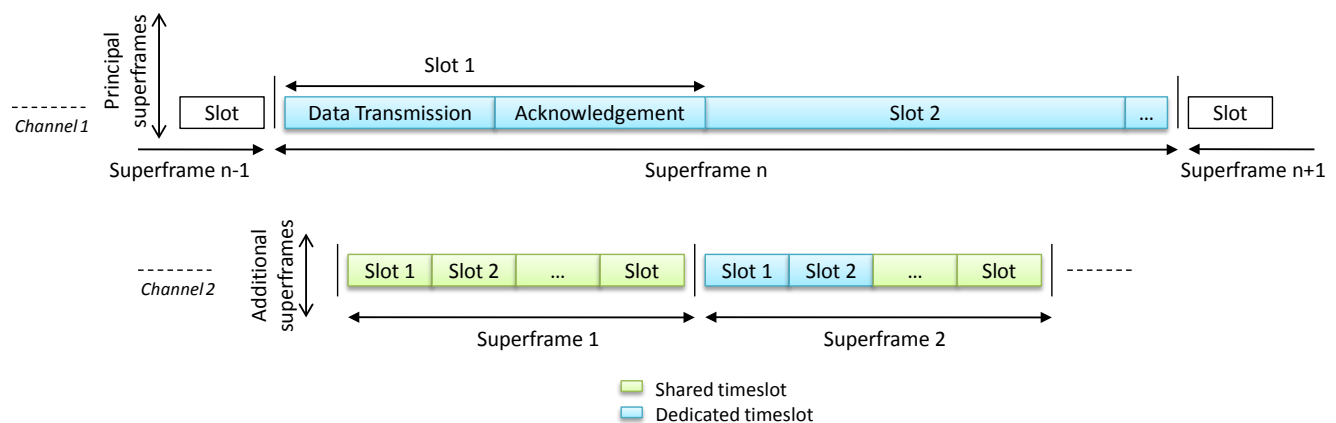 Principal
superframes
Slot 1
Channel 1
Slot
Data Transmission
Acknowledgement
Slot 2
...
Slot
Superframe n-1
Superframe n
Superframe n+1
Additional
superframes
Channel 2
Slot 1
Slot 2
...
Slot
Slot 1
Slot 2
...
Slot
Superframe 1
Superframe 2
Shared timeslot
Dedicated timeslot